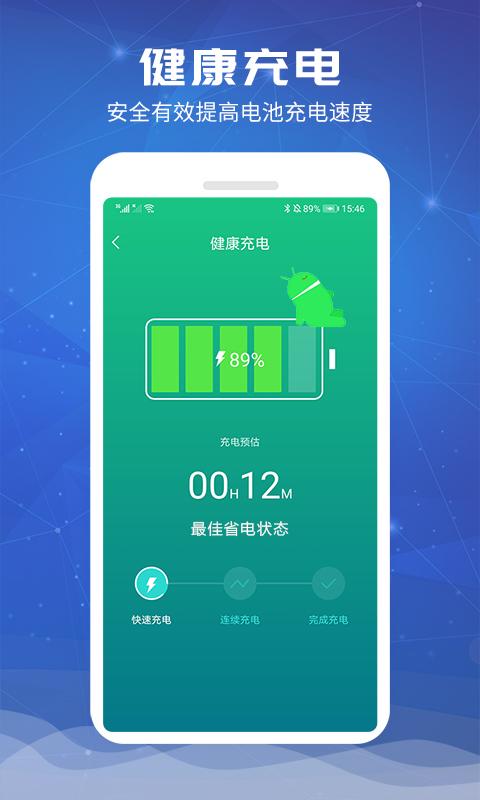 健康充电
安全有效提高电池充电速度
89% 15:46
健康充电
89%
充电预估
00H12M
最佳省电状态
快速充电 连续充电 完成充电